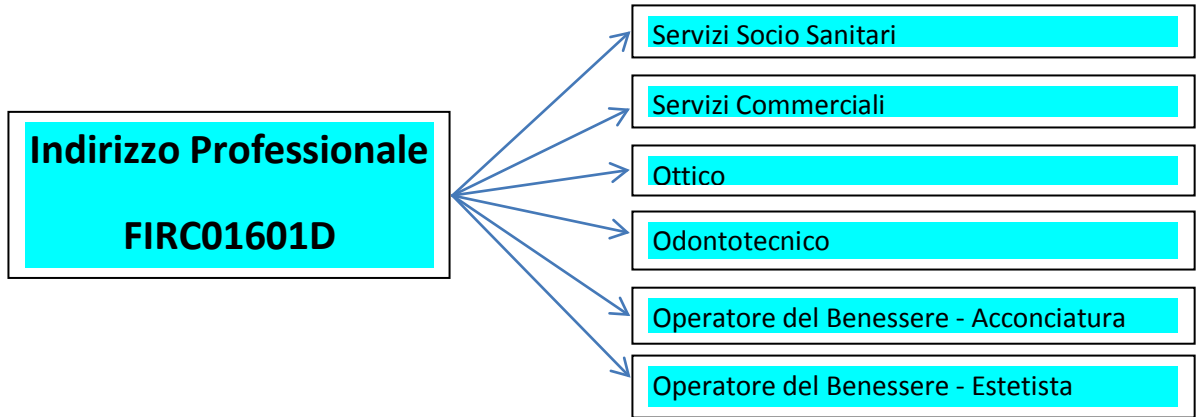 Indirizzo Professionale
FIRC01601D
Servizi Socio Sanitari
Servizi Commerciali
Ottico
Odontotecnico
Operatore del Benessere - Acconciatura
Operatore del Benessere - Estetista